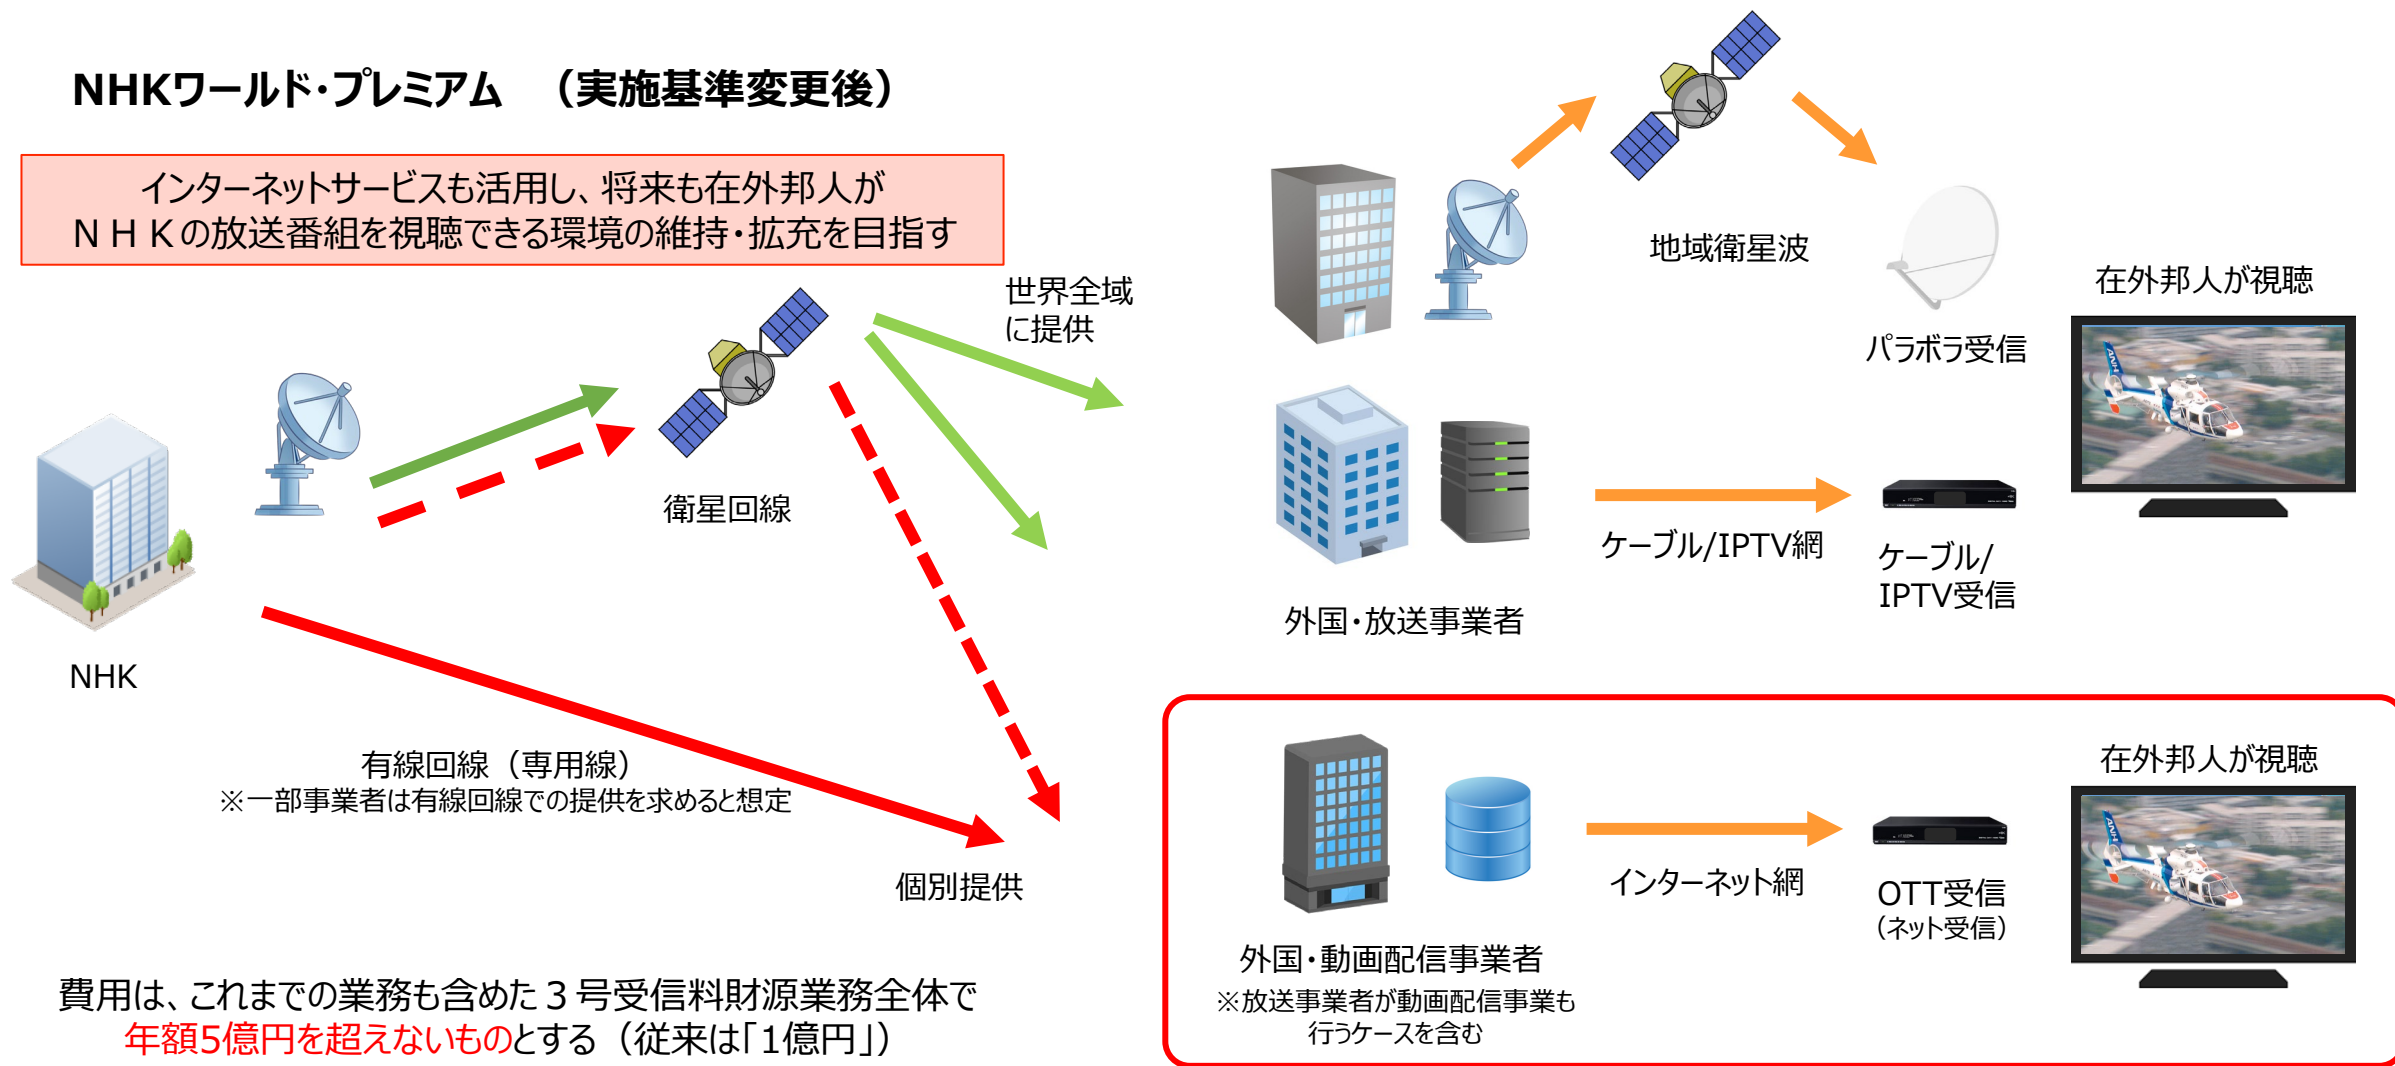 NHKワールド・プレミアム　（実施基準変更後）
インターネットサービスも活用し、将来も在外邦人が
ＮＨＫの放送番組を視聴できる環境の維持・拡充を目指す
世界全域
に提供
地域衛星波
パラボラ受信
在外邦人が視聴
衛星回線
NHK
外国・放送事業者
ケーブル/IPTV網
ケーブル/
IPTV受信
有線回線（専用線）
※一部事業者は有線回線での提供を求めると想定
個別提供
外国・動画配信事業者
※放送事業者が動画配信事業も
行うケースを含む
インターネット網
OTT受信
（ネット受信）
在外邦人が視聴
費用は、これまでの業務も含めた３号受信料財源業務全体で
年額5億円を超えないものとする（従来は「1億円」）